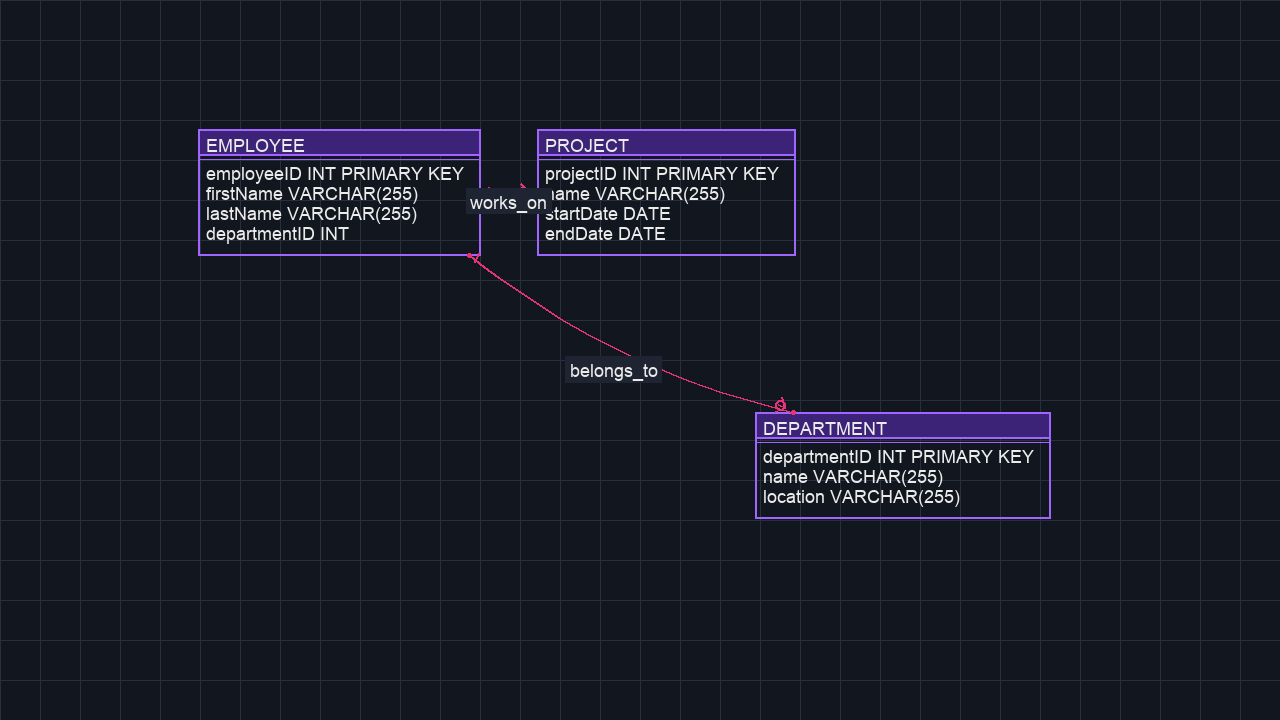 EMPLOYEE
employeeID INT PRIMARY KEY
firstName VARCHAR(255)
lastName VARCHAR(255)
departmentID INT
works_on
PROJECT
projectID INT PRIMARY KEY
name VARCHAR(255)
startDate DATE
endDate DATE
belongs_to
DEPARTMENT
departmentID INT PRIMARY KEY
name VARCHAR(255)
location VARCHAR(255)